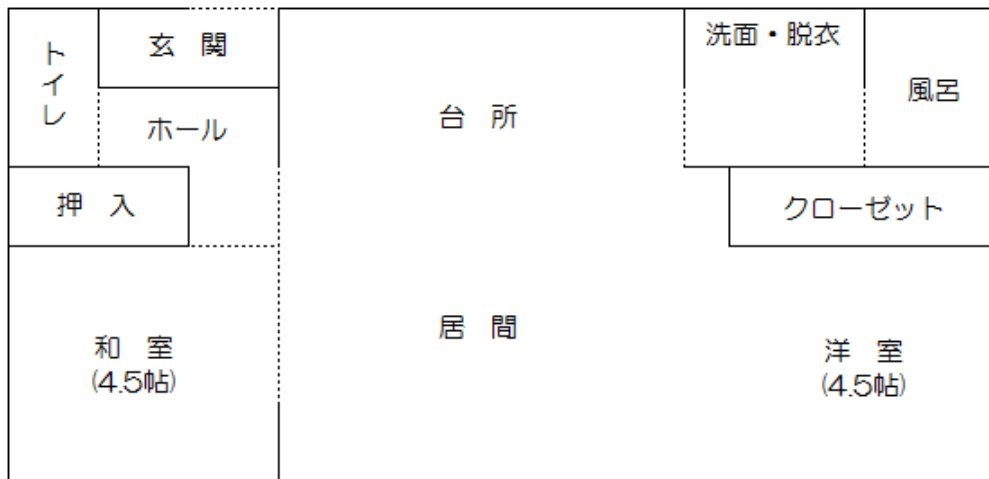 トイレ
玄　関
ホール
台　所
洗面・脱衣
風呂
押　入
クローゼット
和　室
(4.5帖)
居　間
洋　室
(4.5帖)